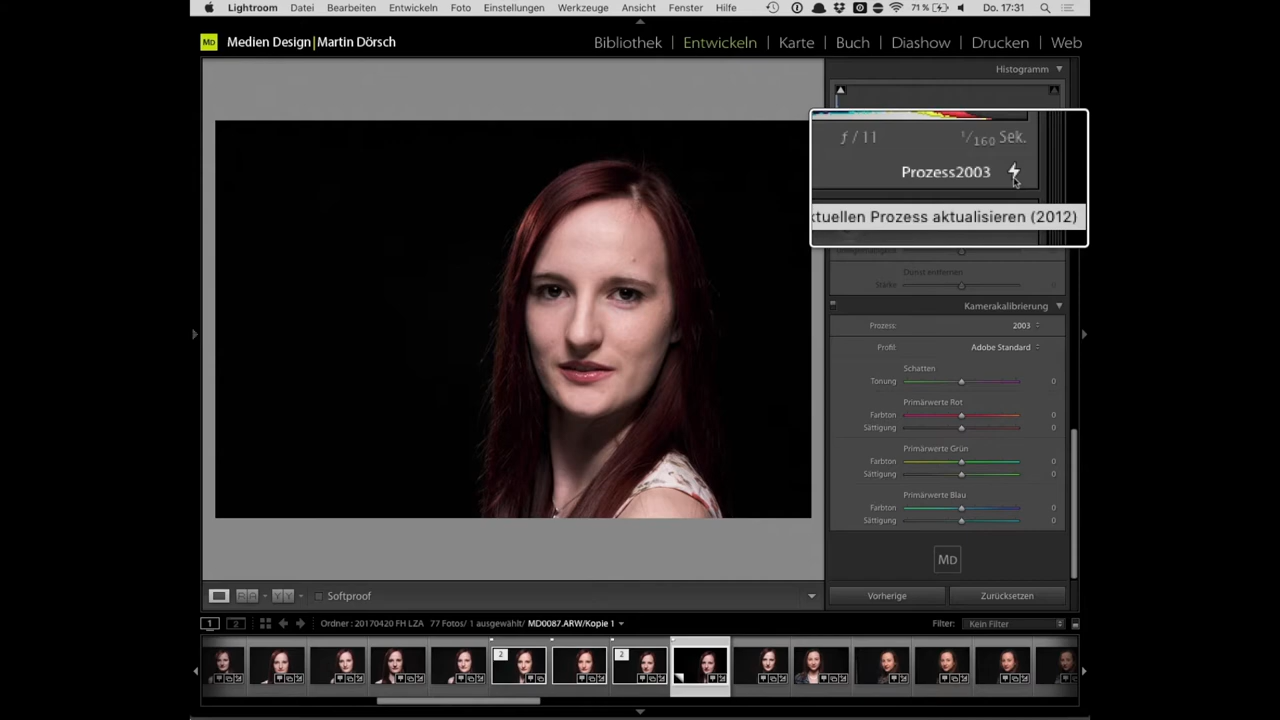 Lightroom Datei Bearbeiten Entwickeln Foto Einstellungen Werkzeuge Ansicht Fenster Hilfe 71 % Do. 17:31
MD Medien Design|Martin Dörsch
Bibliothek | Entwickeln | Karte | Buch | Diashow | Drucken | Web
Histogramm
ƒ / 11 1/160 Sek.
Prozess2003
ktuellen Prozess aktualisieren (2012)
Dunst entfernen
Stärke 0
Kamerakalibrierung
Prozess: 2003
Profil: Adobe Standard
Schatten
Tonung 0
Primärwerte Rot
Farbton 0
Sättigung 0
Primärwerte Grün
Farbton 0
Sättigung 0
Primärwerte Blau
Farbton 0
Sättigung 0
MD
Softproof
Vorherige Zurücksetzen
1 2 Ordner : 20170420 FH LZA 77 Fotos/ 1 ausgewählt/ MD0087.ARW/Kopie 1 Filter: Kein Filter
2 2